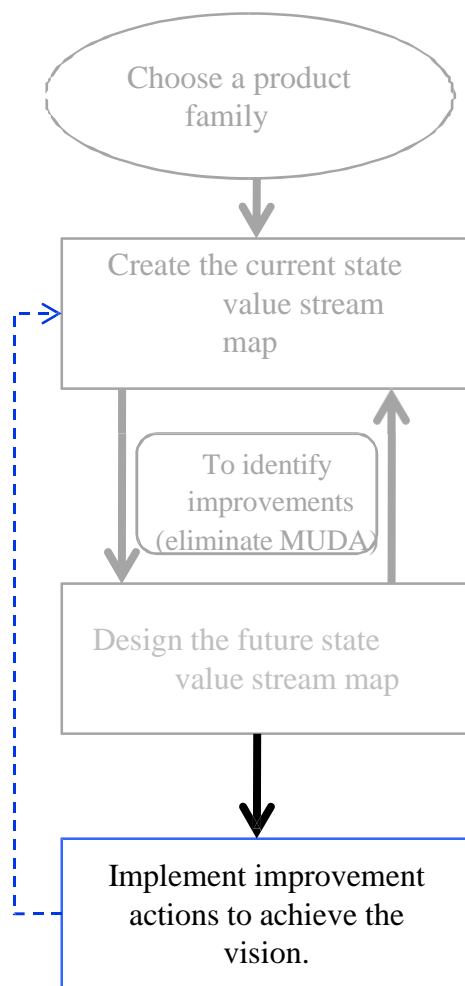 Choose a product
family
Create the current state
value stream
map
To identify
improvements
(eliminate MUDA)
Design the future state
value stream map
Implement improvement
actions to achieve the
vision.